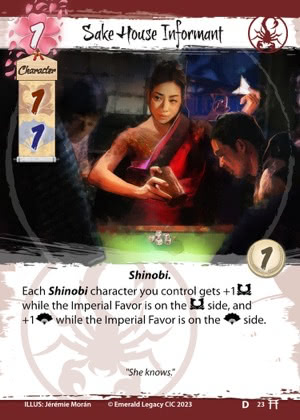 1
Sake House Informant
Character
1
1
1
Shinobi.
Each Shinobi character you control gets +1
while the Imperial Favor is on the side, and
+1 while the Imperial Favor is on the side.
"She knows."
ILLUS: Jérémie Morán © Emerald Legacy CIC 2023 D 23